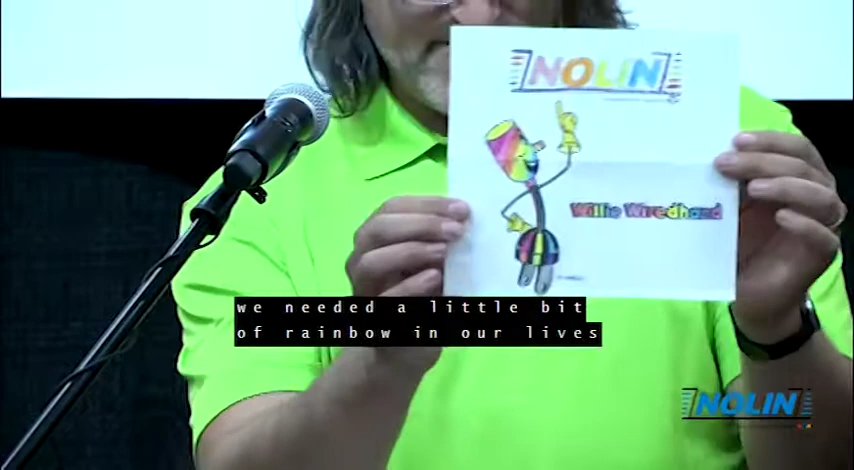 NOLIN
Willie Wiredhand
we needed a little bit
of rainbow in our lives
NOLIN